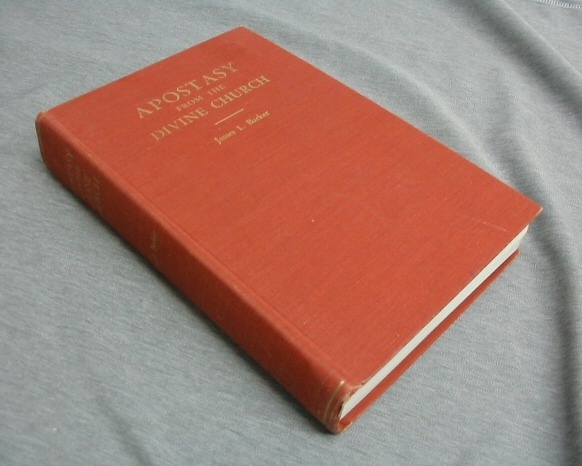 APOSTASY
FROM THE
DIVINE CHURCH
James L. Barker